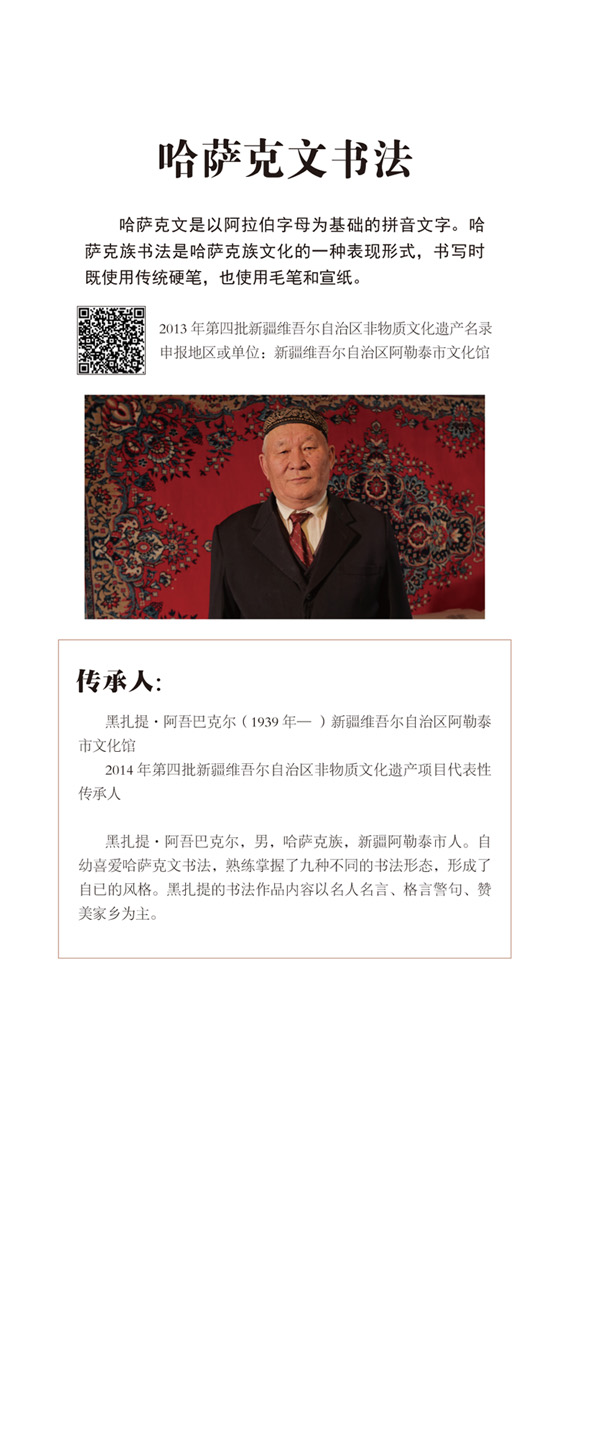 哈萨克文书法
哈萨克文是以阿拉伯字母为基础的拼音文字。哈
萨克族书法是哈萨克族文化的一种表现形式，书写时
既使用传统硬笔，也使用毛笔和宣纸。
2013 年第四批新疆维吾尔自治区非物质文化遗产名录
申报地区或单位：新疆维吾尔自治区阿勒泰市文化馆
传承人：
黑扎提·阿吾巴克尔（1939 年— ）新疆维吾尔自治区阿勒泰
市文化馆
2014 年第四批新疆维吾尔自治区非物质文化遗产项目代表性
传承人
黑扎提·阿吾巴克尔，男，哈萨克族，新疆阿勒泰市人。自
幼喜爱哈萨克文书法，熟练掌握了九种不同的书法形态，形成了
自已的风格。黑扎提的书法作品内容以名人名言、格言警句、赞
美家乡为主。